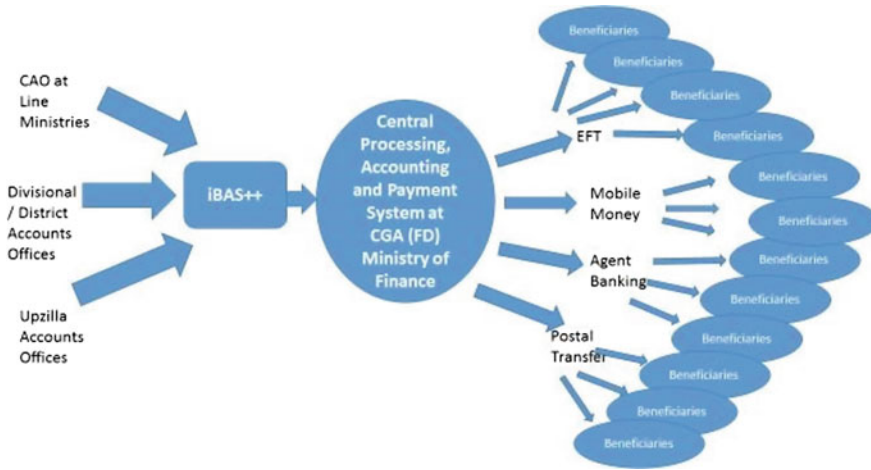 CAO at
Line
Ministries
Divisional
/ District
Accounts
Offices
Upzilla
Accounts
Offices
iBAS++
Central
Processing,
Accounting
and Payment
System at
CGA (FD)
Ministry of
Finance
EFT
Mobile
Money
Agent
Banking
Postal
Transfer
Beneficiaries
Beneficiaries
Beneficiaries
Beneficiaries
Beneficiaries
Beneficiaries
Beneficiaries
Beneficiaries
Beneficiaries
Beneficiaries
Beneficiaries
Beneficiaries